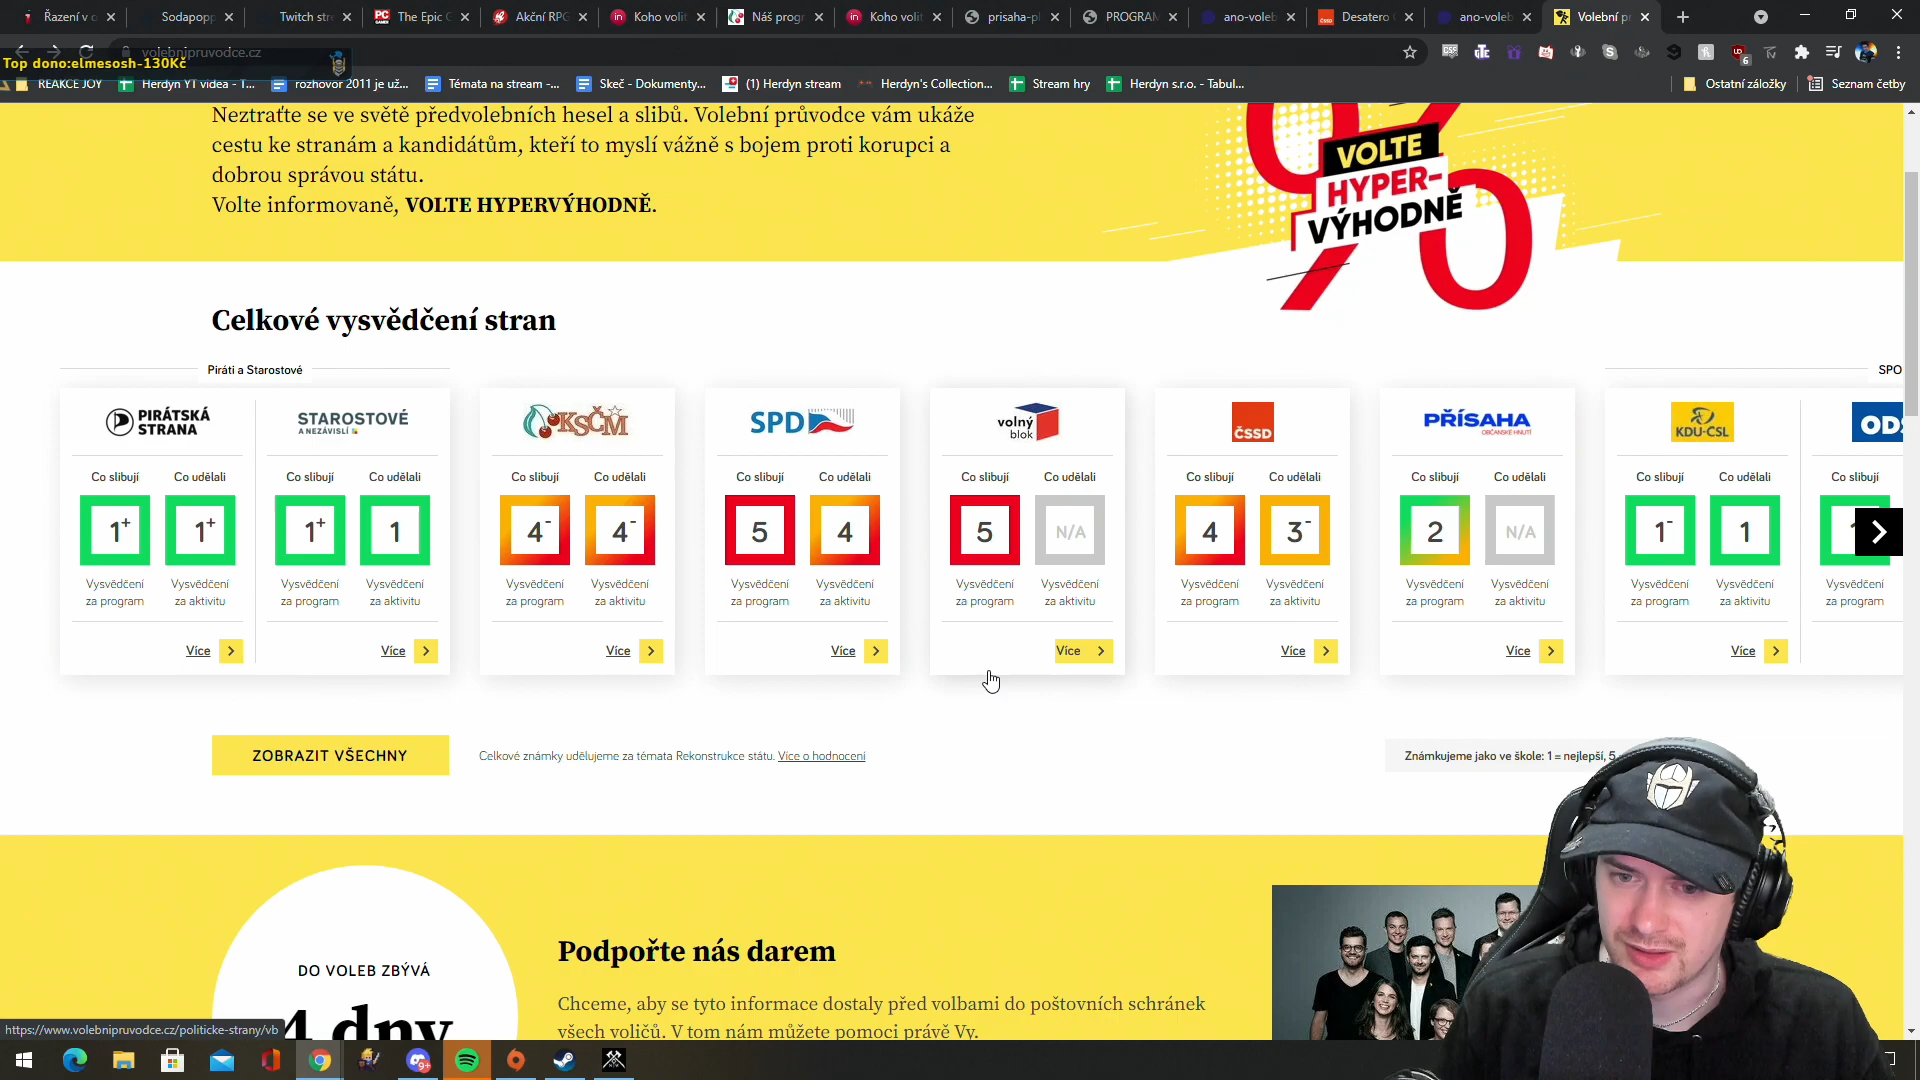 Řazení v o
Sodapopp
Twitch str
The Epic G
Akční RPG
Koho volit
Náš progr
Koho volit
prisaha-pl
PROGRAM
ano-voleb
Desatero
ano-voleb
Volební pr
volebnipruvodce.cz
Top dono:elmesosh-130Kč
REAKCE JOY
Herdyn YT videa - T...
rozhovor 2011 je už...
Témata na stream -...
Skeč - Dokumenty...
(1) Herdyn stream
Herdyn's Collection...
Stream hry
Herdyn s.r.o. - Tabul...
Ostatní záložky
Seznam četby
Neztraťte se ve světě předvolebních hesel a slibů. Volební průvodce vám ukáže
cestu ke stranám a kandidátům, kteří to myslí vážně s bojem proti korupci a
dobrou správou státu.
Volte informovaně, VOLTE HYPERVÝHODNĚ.
VOLTE
HYPER-
VÝHODNĚ
Celkové vysvědčení stran
Piráti a Starostové
SPO
PIRÁTSKÁ
STRANA
STAROSTOVÉ
A NEZÁVISLÍ
KSČM
SPD
volný
blok
ČSSD
PŘÍSAHA
OBČANSKÉ HNUTÍ
KDU-ČSL
ODS
Co slibují Co udělali Co slibují Co udělali Co slibují Co udělali Co slibují Co udělali Co slibují Co udělali Co slibují Co udělali Co slibují Co udělali Co slibují Co udělali Co slibují
1+ 1+ 1+ 1 4- 4- 5 4 5 N/A 4 3- 2 N/A 1- 1
Vysvědčení Vysvědčení Vysvědčení Vysvědčení Vysvědčení Vysvědčení Vysvědčení Vysvědčení Vysvědčení Vysvědčení Vysvědčení Vysvědčení Vysvědčení Vysvědčení Vysvědčení Vysvědčení Vysvědčení
za program za aktivitu za program za aktivitu za program za aktivitu za program za aktivitu za program za aktivitu za program za aktivitu za program za aktivitu za program za aktivitu za program
Více Více Více Více Více Více Více Více
ZOBRAZIT VŠECHNY
Celkové známky udělujeme za témata Rekonstrukce státu. Více o hodnocení
Známkujeme jako ve škole: 1 = nejlepší, 5
DO VOLEB ZBÝVÁ
4 dny
Podpořte nás darem
Chceme, aby se tyto informace dostaly před volbami do poštovních schránek
všech voličů. V tom nám můžete pomoci právě Vy.
https://www.volebnipruvodce.cz/politicke-strany/vb